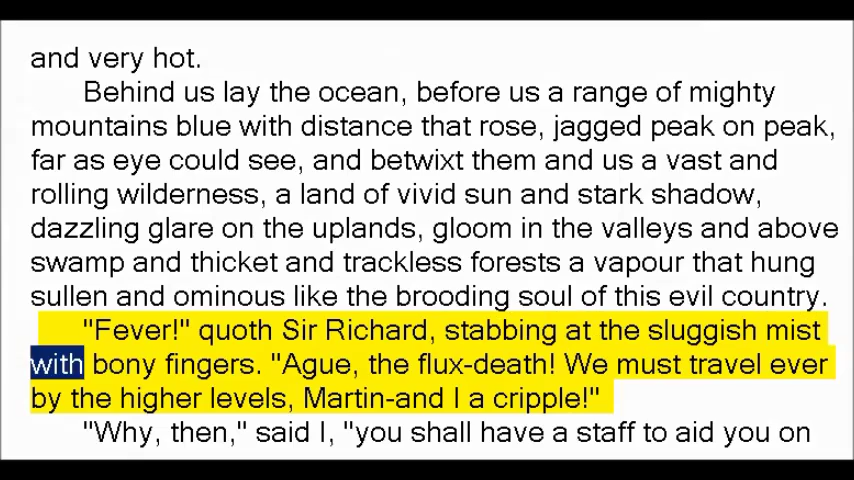 and very hot.
Behind us lay the ocean, before us a range of mighty
mountains blue with distance that rose, jagged peak on peak,
far as eye could see, and betwixt them and us a vast and
rolling wilderness, a land of vivid sun and stark shadow,
dazzling glare on the uplands, gloom in the valleys and above
swamp and thicket and trackless forests a vapour that hung
sullen and ominous like the brooding soul of this evil country.
"Fever!" quoth Sir Richard, stabbing at the sluggish mist
with bony fingers. "Ague, the flux-death! We must travel ever
by the higher levels, Martin-and I a cripple!"
"Why, then," said I, "you shall have a staff to aid you on